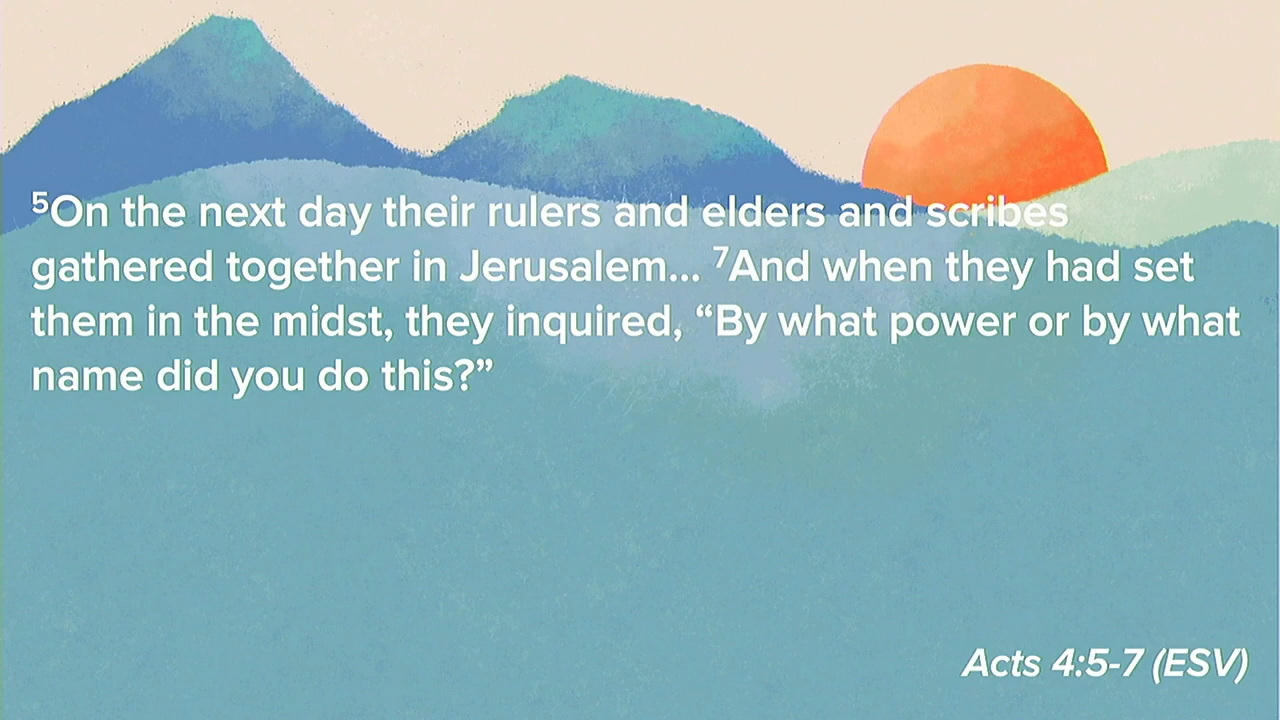 ⁵On the next day their rulers and elders and scribes
gathered together in Jerusalem... ⁷And when they had set
them in the midst, they inquired, “By what power or by what
name did you do this?”
Acts 4:5-7 (ESV)